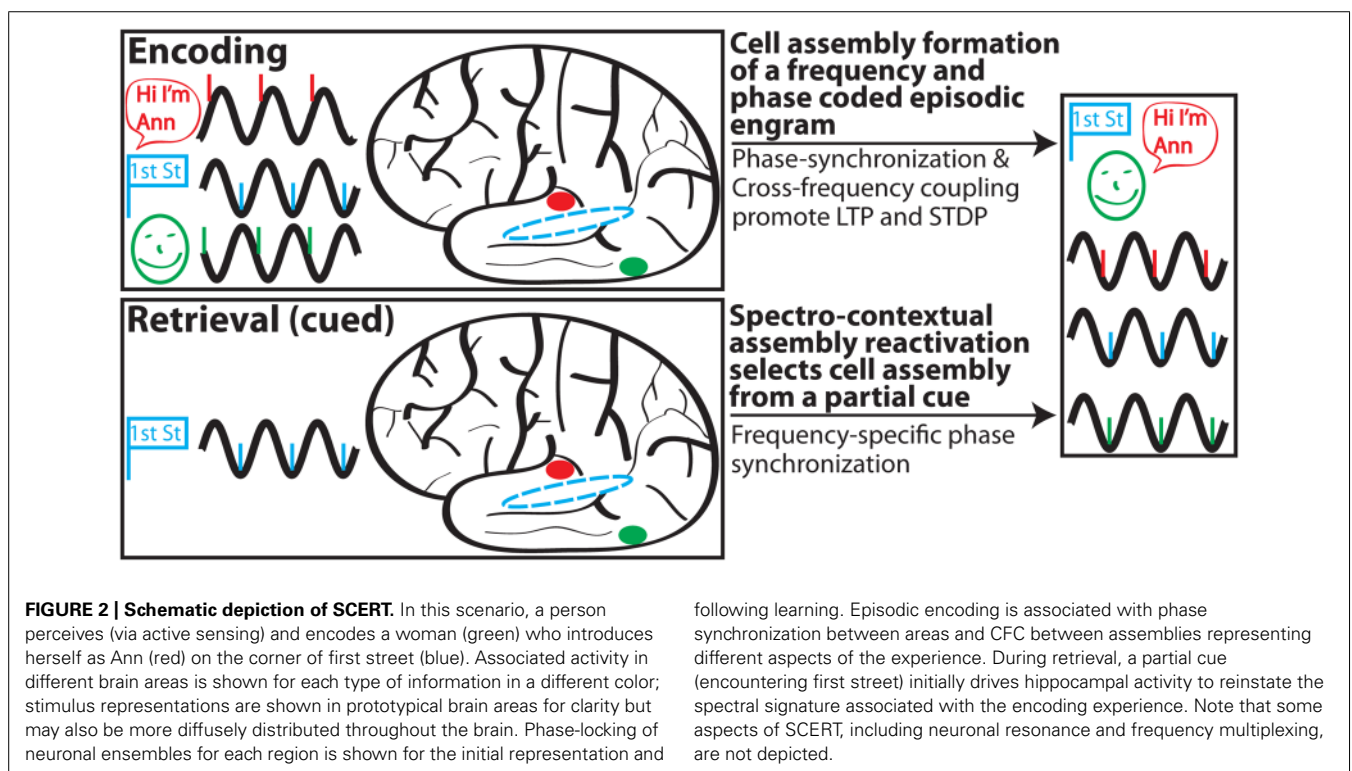 Encoding
Hi I'm
Ann
1st St
Cell assembly formation
of a frequency and
phase coded episodic
engram
Phase-synchronization &
Cross-frequency coupling
promote LTP and STDP
1st St
Hi I'm
Ann
Retrieval (cued)
1st St
Spectro-contextual
assembly reactivation
selects cell assembly
from a partial cue
Frequency-specific phase
synchronization
FIGURE 2 | Schematic depiction of SCERT. In this scenario, a person
perceives (via active sensing) and encodes a woman (green) who introduces
herself as Ann (red) on the corner of first street (blue). Associated activity in
different brain areas is shown for each type of information in a different color;
stimulus representations are shown in prototypical brain areas for clarity but
may also be more diffusely distributed throughout the brain. Phase-locking of
neuronal ensembles for each region is shown for the initial representation and
following learning. Episodic encoding is associated with phase
synchronization between areas and CFC between assemblies representing
different aspects of the experience. During retrieval, a partial cue
(encountering first street) initially drives hippocampal activity to reinstate the
spectral signature associated with the encoding experience. Note that some
aspects of SCERT, including neuronal resonance and frequency multiplexing,
are not depicted.